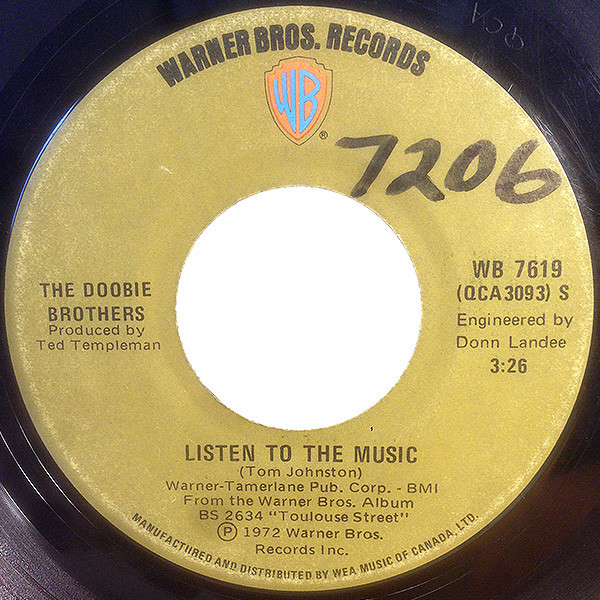 WARNER BROS. RECORDS
WB
®
7206
QCA
THE DOOBIE
BROTHERS
Produced by
Ted Templeman
WB 7619
(QCA3093) S
Engineered by
Donn Landee
3:26
LISTEN TO THE MUSIC
(Tom Johnston)
Warner-Tamerlane Pub. Corp. - BMI
From the Warner Bros. Album
BS 2634 "Toulouse Street"
Ⓟ 1972 Warner Bros.
Records Inc.
MANUFACTURED AND DISTRIBUTED BY WEA MUSIC OF CANADA, LTD.